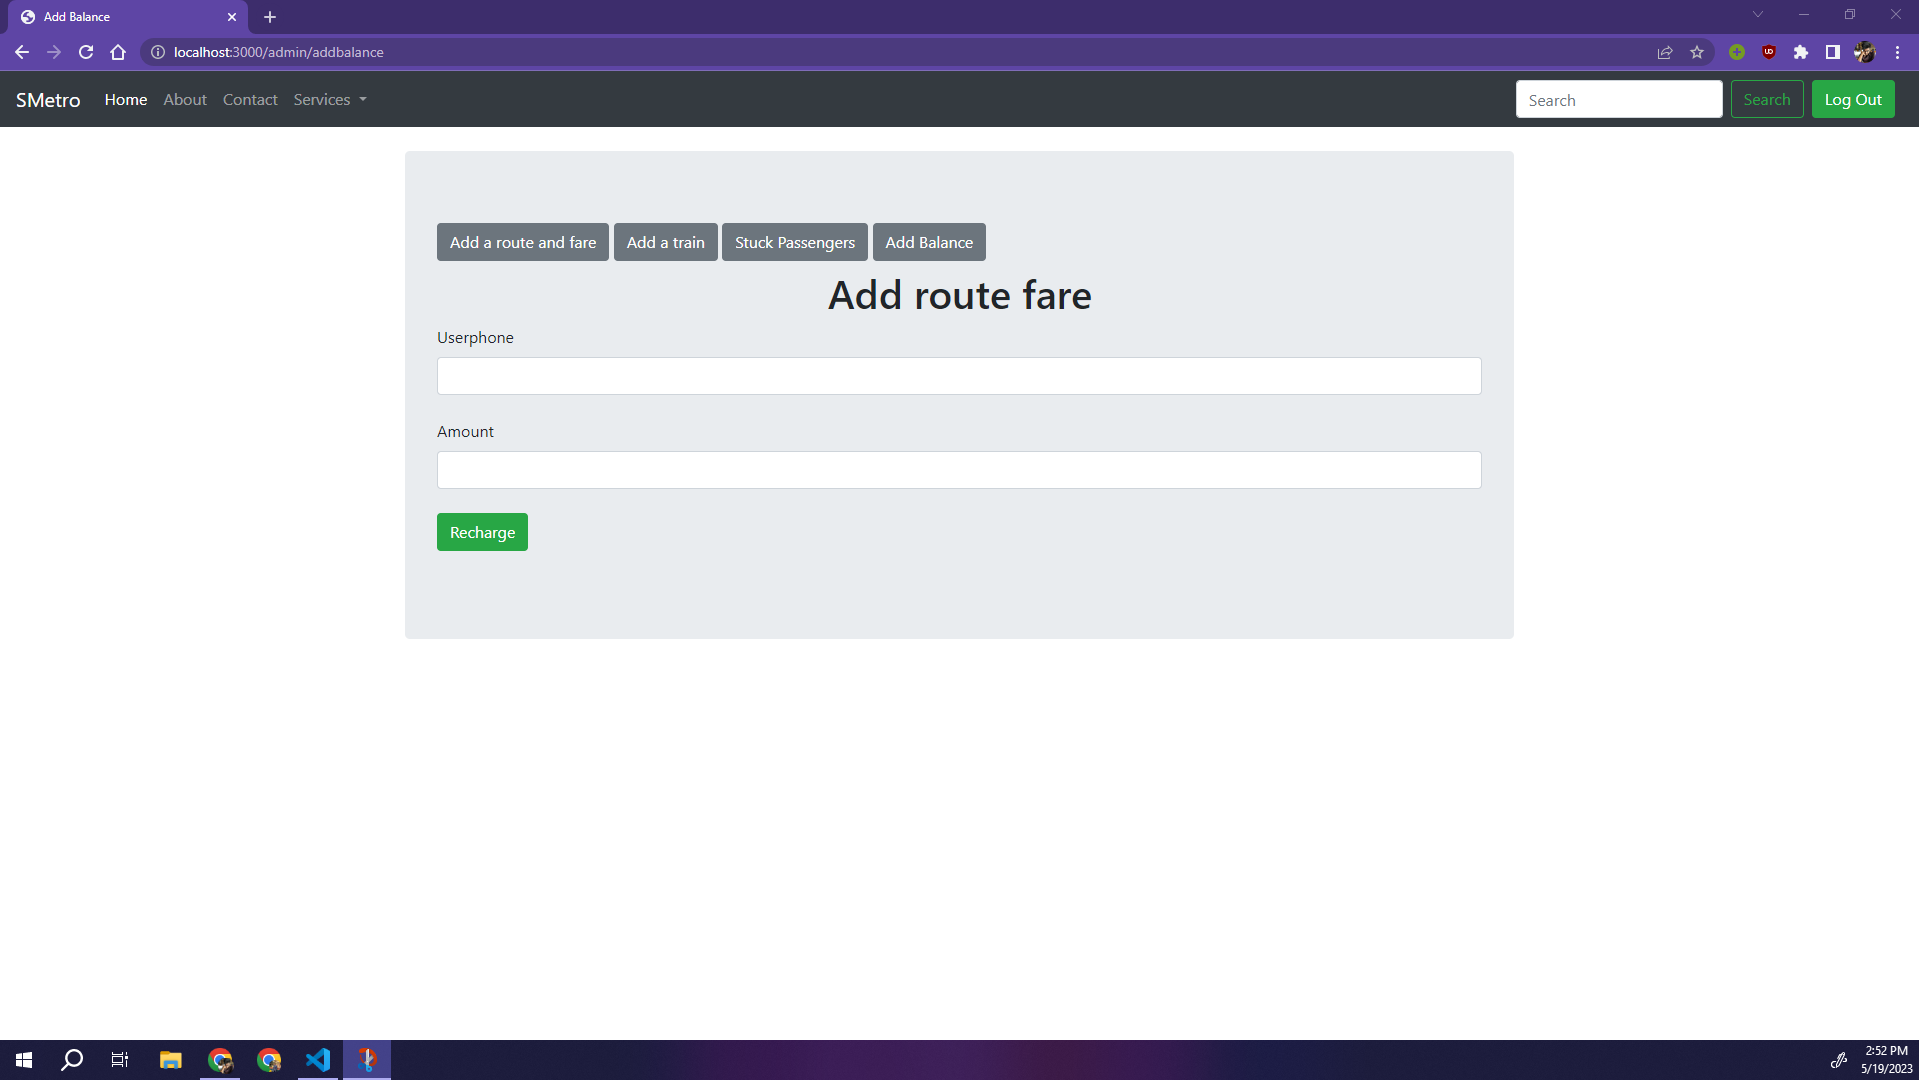 Add Balance
localhost:3000/admin/addbalance
SMetro Home About Contact Services Search Search Log Out
Add a route and fare Add a train Stuck Passengers Add Balance
Add route fare
Userphone
Amount
Recharge
2:52 PM
5/19/2023